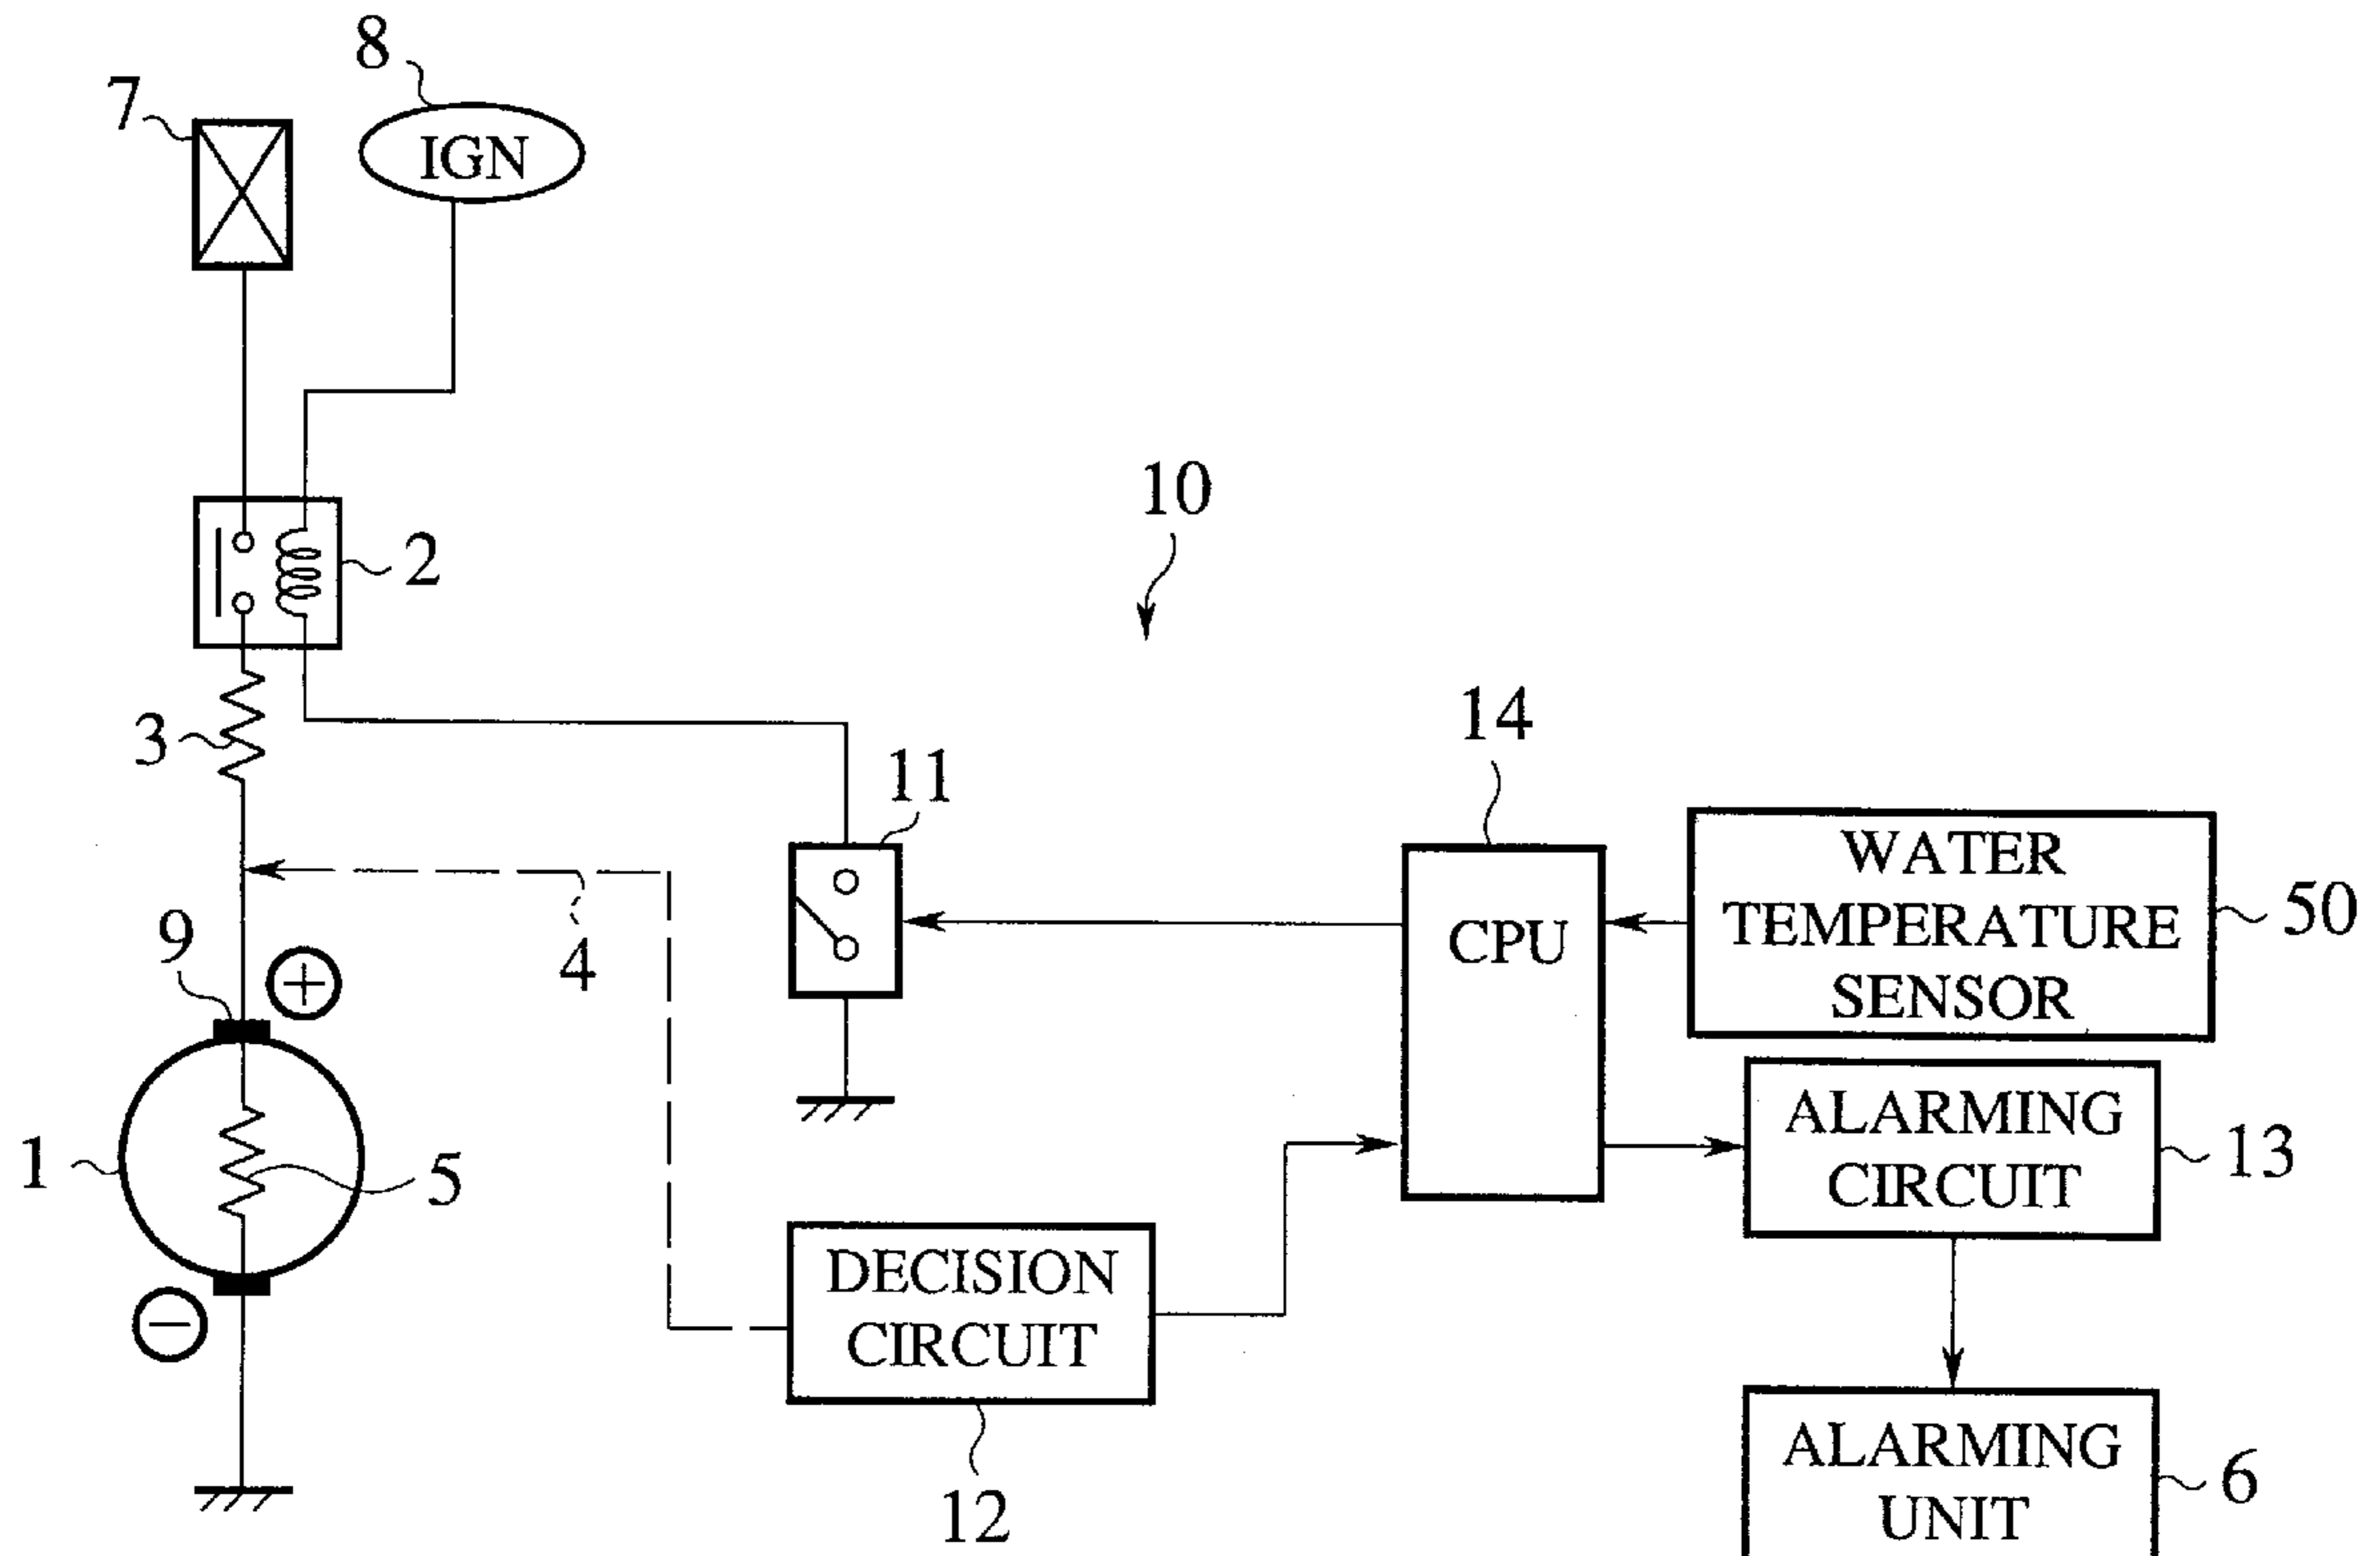 8
7
IGN
10
2
14
3
11
WATER
TEMPERATURE
SENSOR
50
CPU
9
+
4
ALARMING
CIRCUIT
13
1
5
DECISION
CIRCUIT
−
12
ALARMING
UNIT
6